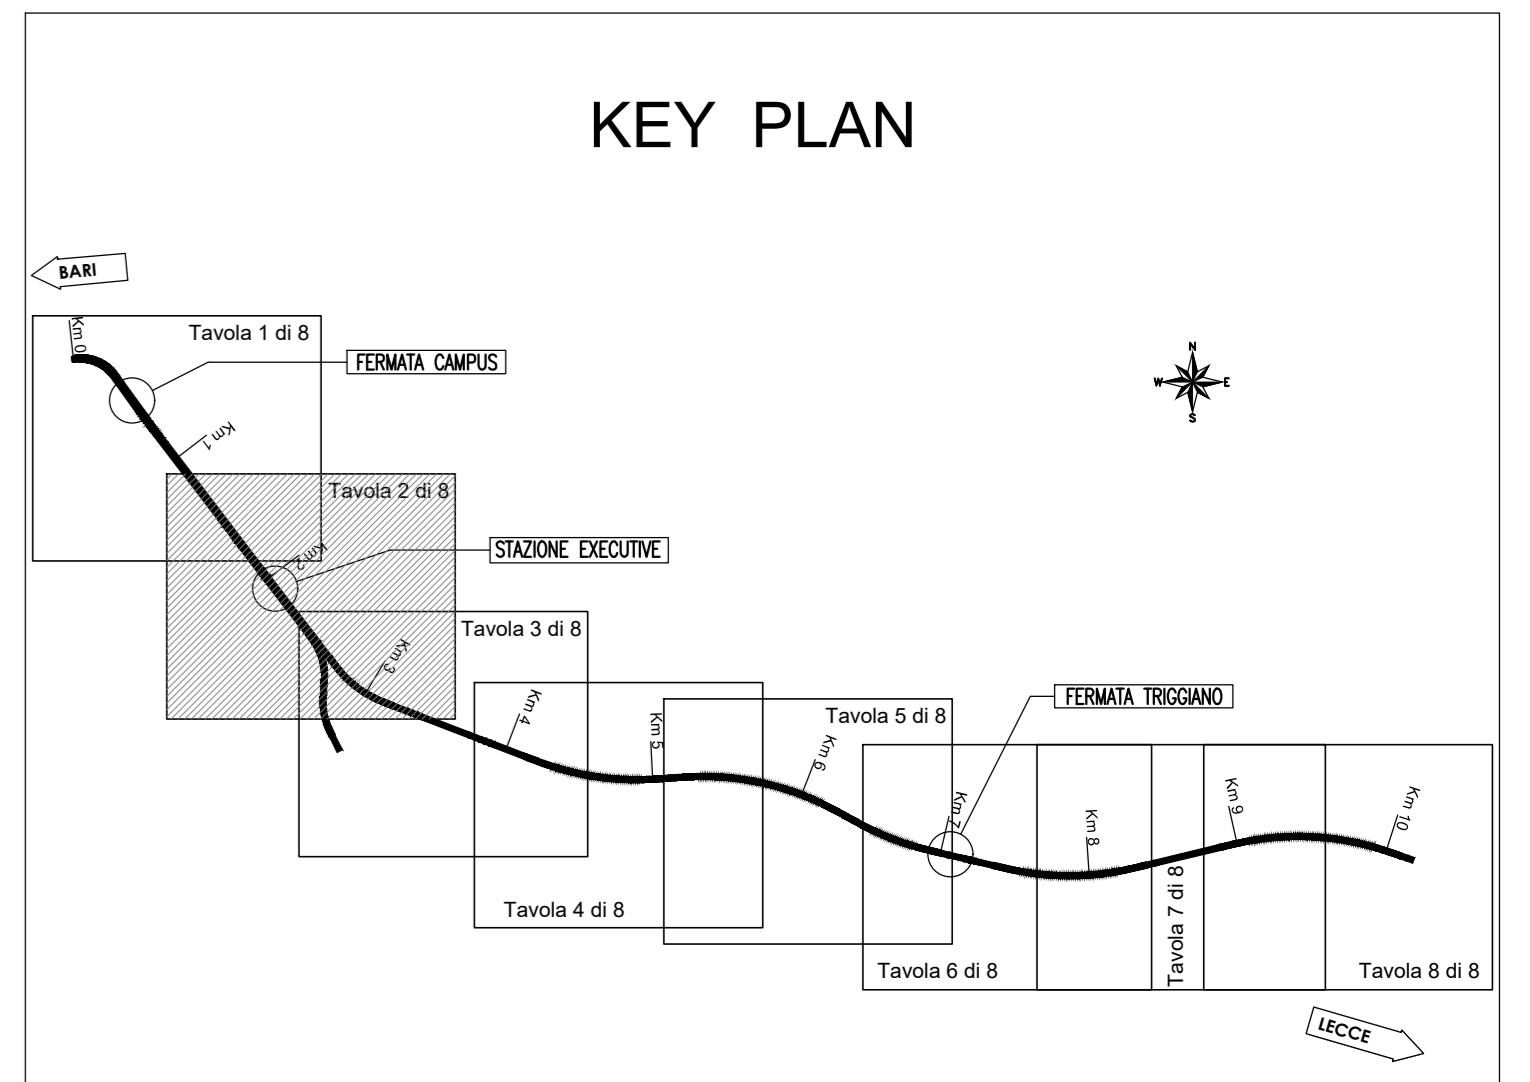 KEY PLAN
BARI
Km 0
Tavola 1 di 8
FERMATA CAMPUS
N
W
E
S
Km 1
Tavola 2 di 8
Km 2
STAZIONE EXECUTIVE
Tavola 3 di 8
Km 3
Km 4
Km 5
Tavola 5 di 8
Km 6
FERMATA TRIGGIANO
Km 7
Km 8
Km 9
Km 10
Tavola 4 di 8
Tavola 6 di 8
Tavola 7 di 8
Tavola 8 di 8
LECCE